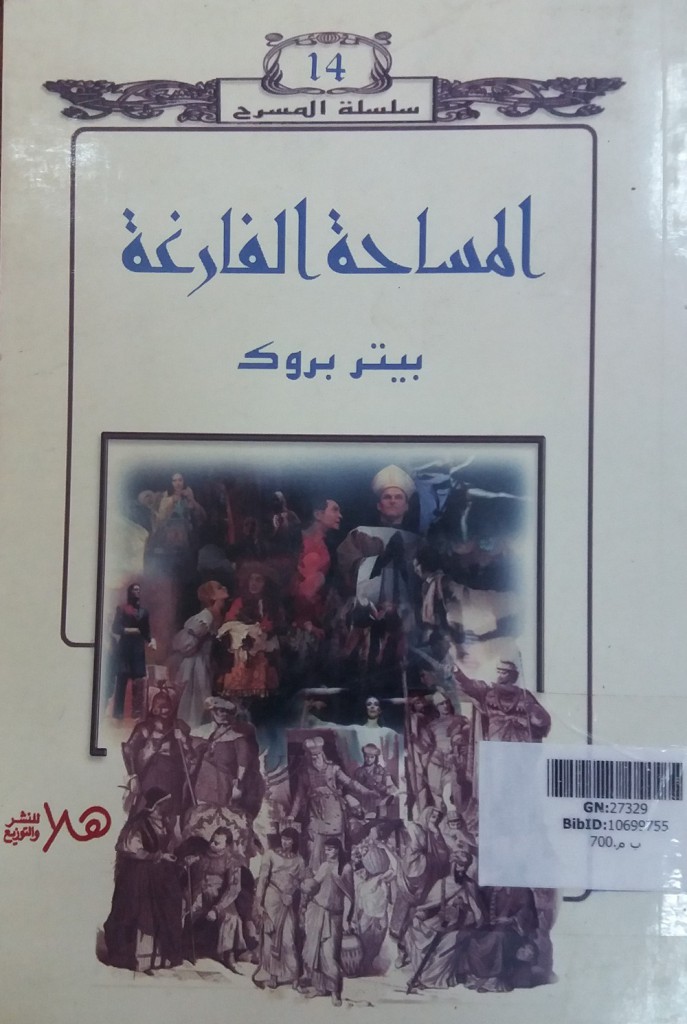 14
سلسلة المسرح
المساحة الفارغة
بيتر بروك
هلا
للنشر
والتوزيع
GN:27329
BibID:10699755
ب م.700